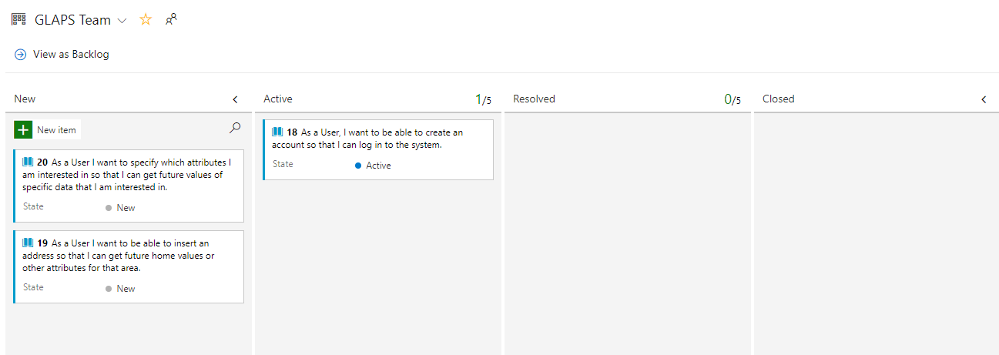 GLAPS Team
View as Backlog
New
Active
1/5
Resolved
0/5
Closed
New item
20 As a User I want to specify which attributes I
am interested in so that I can get future values of
specific data that I am interested in.
State
New
19 As a User I want to be able to insert an
address so that I can get future home values or
other attributes for that area.
State
New
18 As a User, I want to be able to create an
account so that I can log in to the system.
State
Active